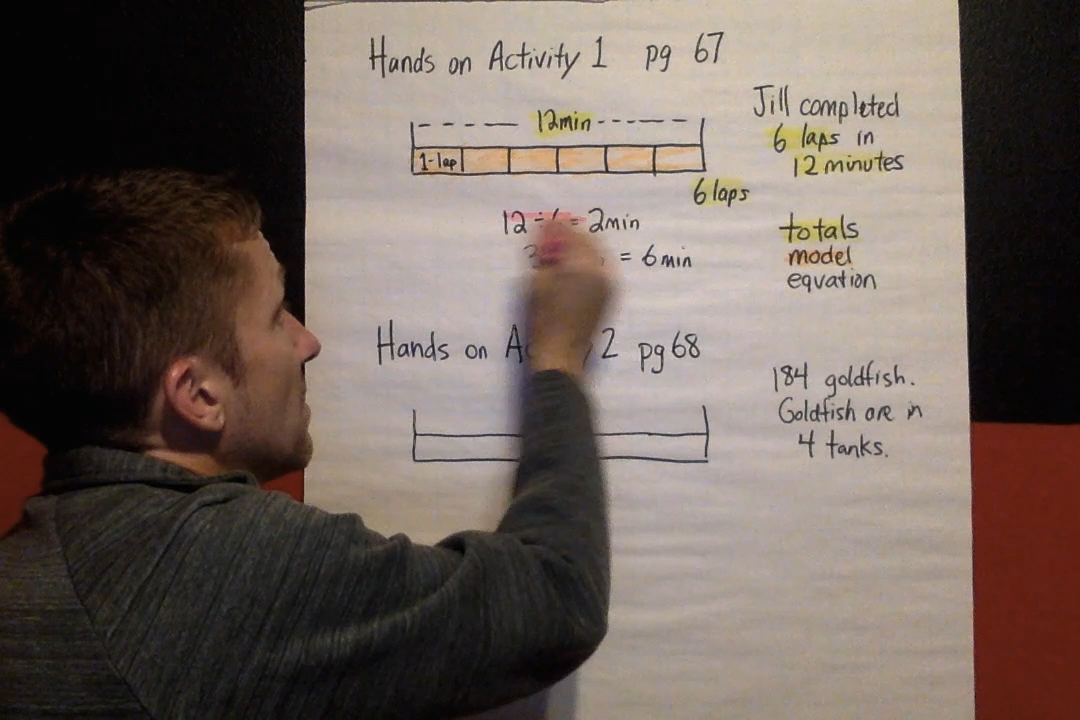 Hands on Activity 1 pg 67
12min
1-lap
6 laps
12 ÷ = 2min
= 6 min
Jill completed
6 laps in
12 minutes
totals
model
equation
Hands on 2 pg 68
184 goldfish.
Goldfish are in
4 tanks.